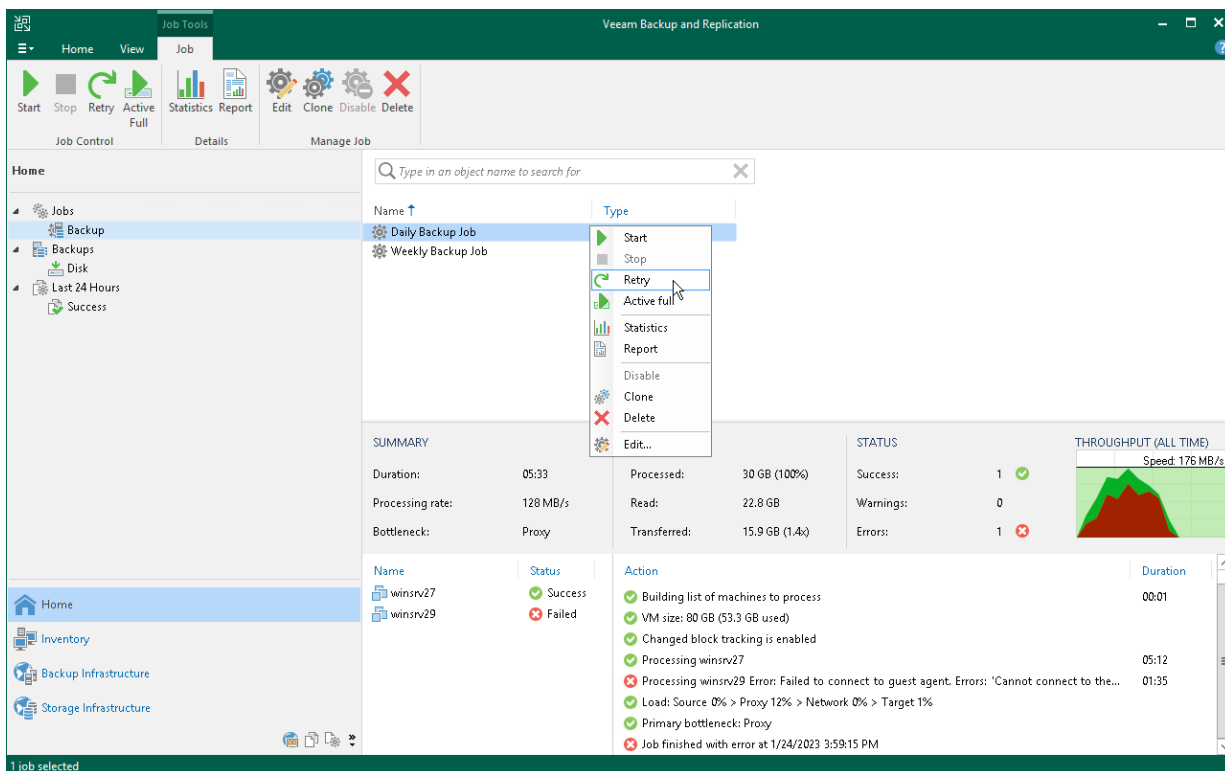 Job Tools
Veeam Backup and Replication
Home View Job
Start Stop Retry Active Full Statistics Report Edit Clone Disable Delete
Job Control Details Manage Job
Home
Type in an object name to search for
Jobs
Backup
Backups
Disk
Last 24 Hours
Success
Name Type
Daily Backup Job
Weekly Backup Job
Start
Stop
Retry
Active full
Statistics
Report
Disable
Clone
Delete
Edit...
SUMMARY STATUS THROUGHPUT (ALL TIME)
Speed: 176 MB/s
Duration: 05:33 Processed: 30 GB (100%) Success: 1
Processing rate: 128 MB/s Read: 22.8 GB Warnings: 0
Bottleneck: Proxy Transferred: 15.9 GB (1.4x) Errors: 1
Name Status Action Duration
winsrv27 Success
winsrv29 Failed
Building list of machines to process 00:01
VM size: 80 GB (53.3 GB used)
Changed block tracking is enabled
Processing winsrv27 05:12
Processing winsrv29 Error: Failed to connect to guest agent. Errors: 'Cannot connect to the... 01:35
Load: Source 0% > Proxy 12% > Network 0% > Target 1%
Primary bottleneck: Proxy
Job finished with error at 1/24/2023 3:59:15 PM
Home
Inventory
Backup Infrastructure
Storage Infrastructure
1 job selected